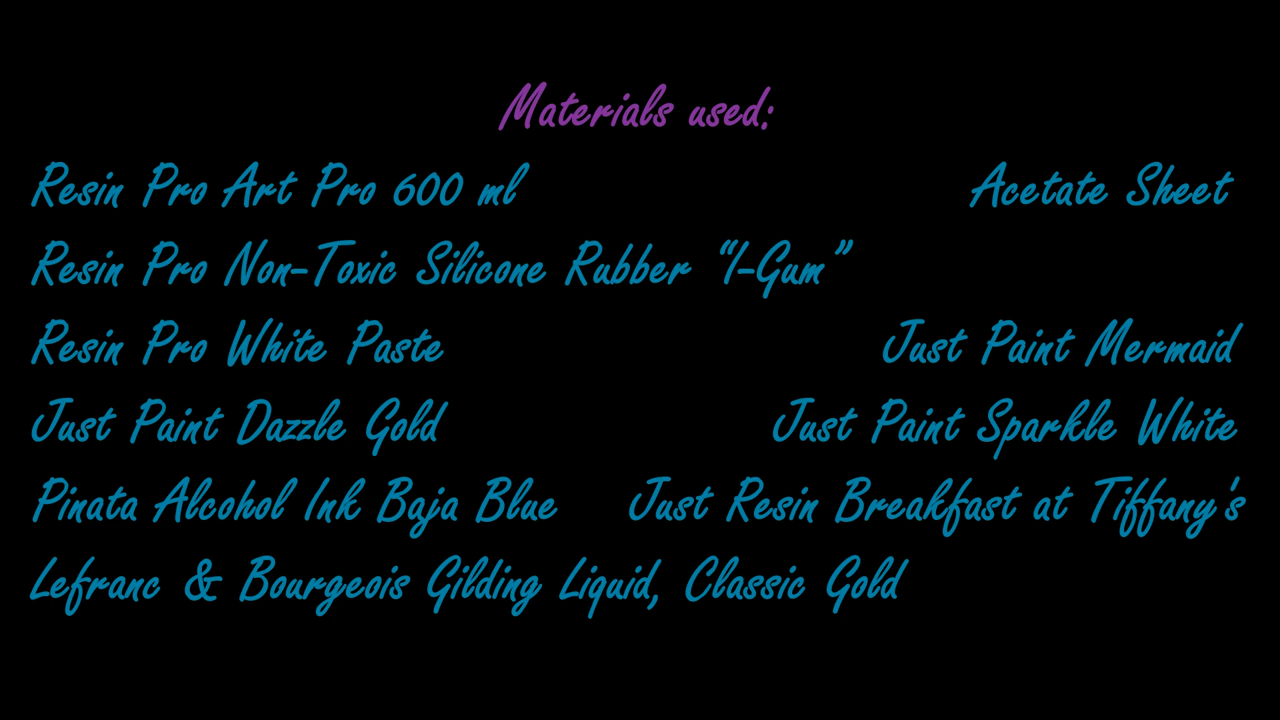 Materials used:
Resin Pro Art Pro 600 ml Acetate Sheet
Resin Pro Non-Toxic Silicone Rubber “I-Gum”
Resin Pro White Paste Just Paint Mermaid
Just Paint Dazzle Gold Just Paint Sparkle White
Pinata Alcohol Ink Baja Blue Just Resin Breakfast at Tiffany's
Lefranc & Bourgeois Gilding Liquid, Classic Gold